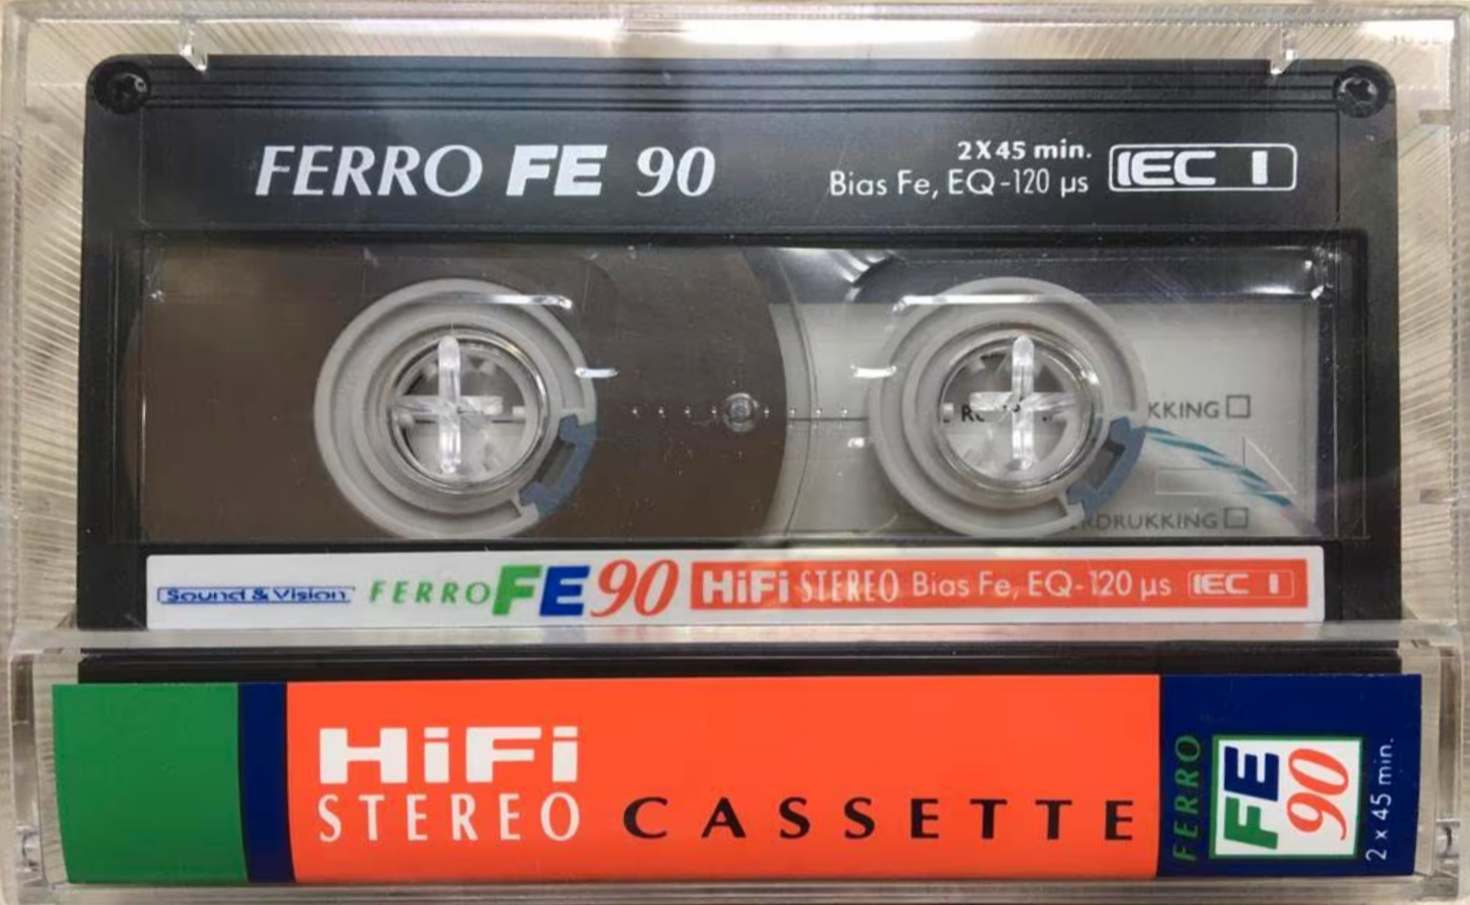 FERRO FE 90
2X45 min.
Bias Fe, EQ-120 µs IEC I
KKING
RDRUKKING
Sound & Vision FERRO FE 90 HiFi STEREO Bias Fe, EQ-120 µs IEC I
HiFi
STEREO CASSETTE
FERRO
FE
90
2 x 45 min.